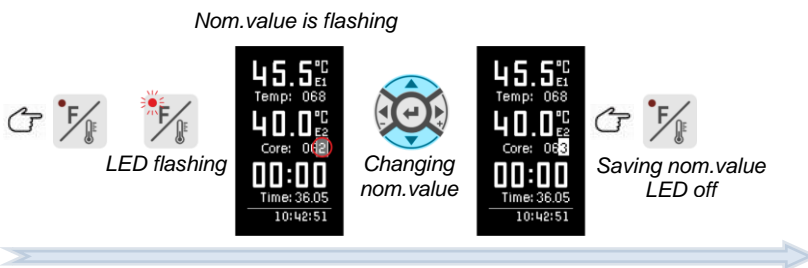 Nom.value is flashing
F
F
LED flashing
45.5°C
E1
Temp: 068
40.0°C
E2
Core: 062
00:00
Time: 36.05
10:42:51
- +
Changing
nom.value
45.5°C
E1
Temp: 068
40.0°C
E2
Core: 063
00:00
Time: 36.05
10:42:51
F
Saving nom.value
LED off